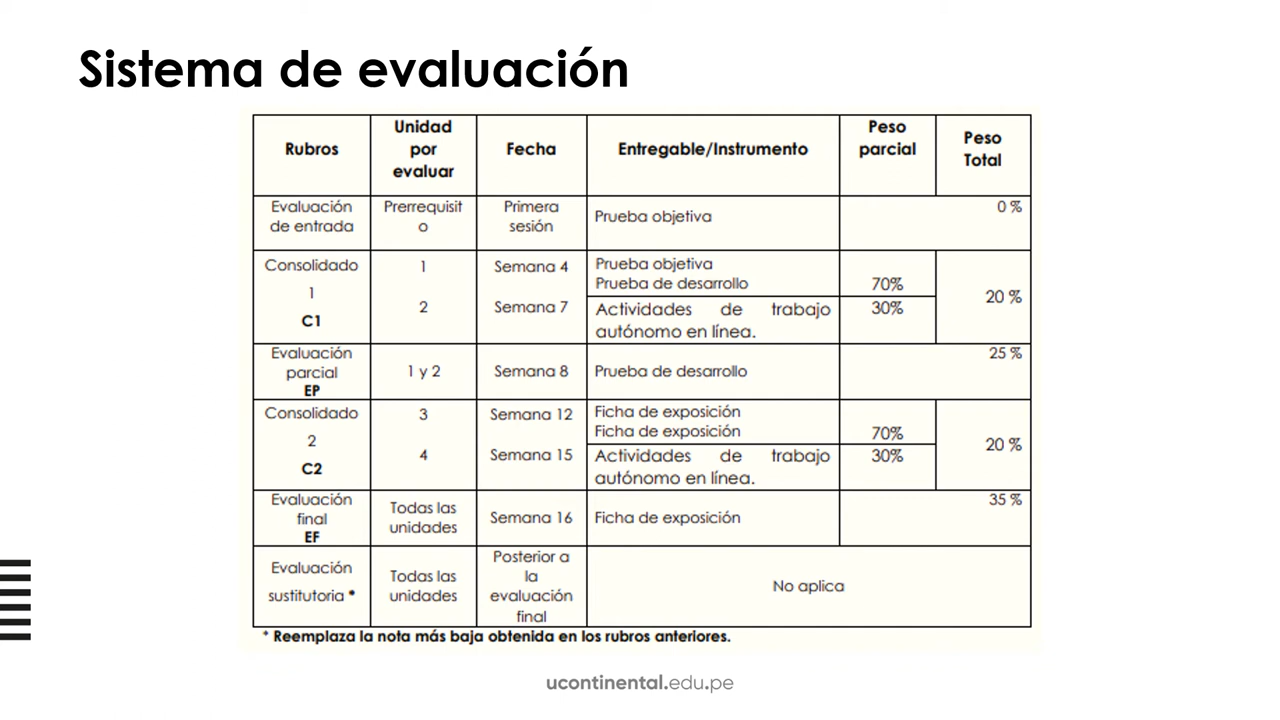 Sistema de evaluación
Rubros
Unidad
por
evaluar
Fecha
Entregable/Instrumento
Peso
parcial
Peso
Total
Evaluación
de entrada
Prerrequisit
o
Primera
sesión
Prueba objetiva
0 %
Consolidado
1
C1
1
2
Semana 4
Semana 7
Prueba objetiva
Prueba de desarrollo
70%
Actividades de trabajo
autónomo en línea.
30%
20 %
Evaluación
parcial
EP
1 y 2
Semana 8
Prueba de desarrollo
25 %
Consolidado
2
C2
3
4
Semana 12
Semana 15
Ficha de exposición
Ficha de exposición
70%
Actividades de trabajo
autónomo en línea.
30%
20 %
Evaluación
final
EF
Todas las
unidades
Semana 16
Ficha de exposición
35 %
Evaluación
sustitutoria *
Todas las
unidades
Posterior a
la
evaluación
final
No aplica
* Reemplaza la nota más baja obtenida en los rubros anteriores.
ucontinental.edu.pe